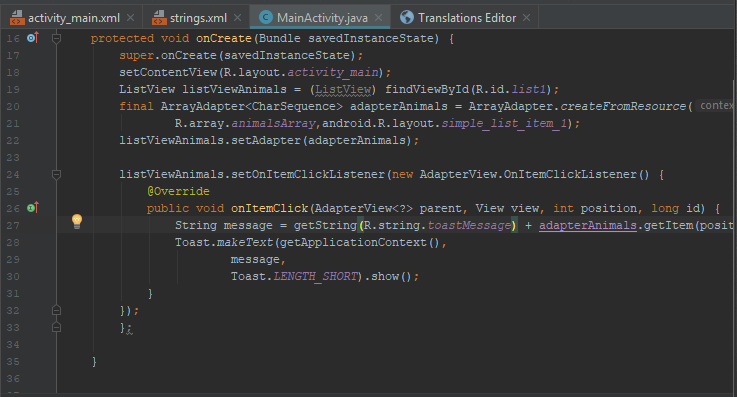 activity_main.xml × strings.xml × MainActivity.java × Translations Editor ×
16 protected void onCreate(Bundle savedInstanceState) {
17 super.onCreate(savedInstanceState);
18 setContentView(R.layout.activity_main);
19 ListView listViewAnimals = (ListView) findViewById(R.id.list1);
20 final ArrayAdapter<CharSequence> adapterAnimals = ArrayAdapter.createFromResource( contex
21 R.array.animalsArray,android.R.layout.simple_list_item_1);
22 listViewAnimals.setAdapter(adapterAnimals);
23
24 listViewAnimals.setOnItemClickListener(new AdapterView.OnItemClickListener() {
25 @Override
26 public void onItemClick(AdapterView<?> parent, View view, int position, long id) {
27 String message = getString(R.string.toastMessage) + adapterAnimals.getItem(posit
28 Toast.makeText(getApplicationContext(),
29 message,
30 Toast.LENGTH_SHORT).show();
31 }
32 });
33 };
34
35 }
36